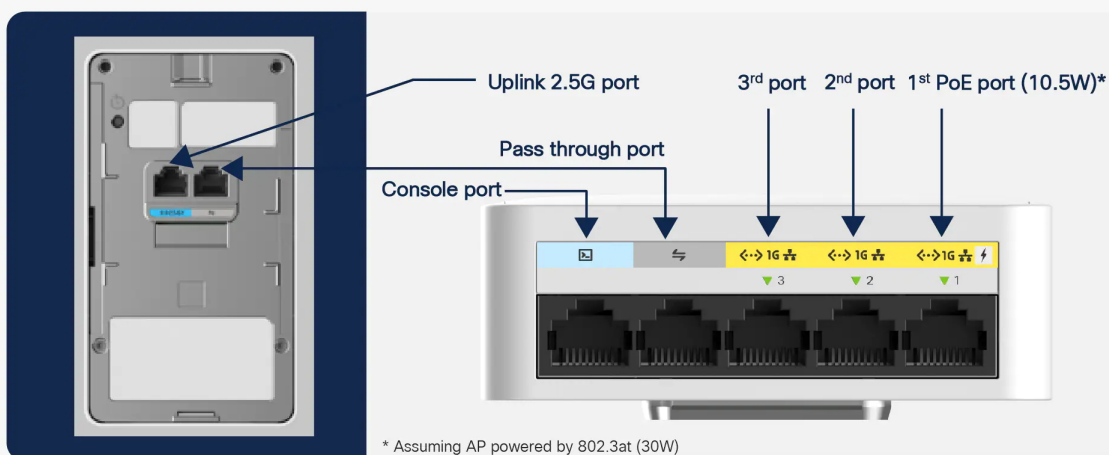 Uplink 2.5G port
3rd port
2nd port
1st PoE port (10.5W)*
Pass through port
Console port
1G
1G
1G
3
2
1
* Assuming AP powered by 802.3at (30W)